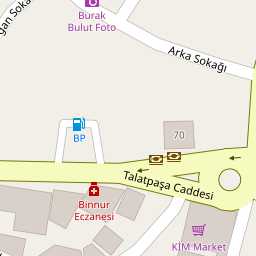 Burak
Bulut Foto
Arka Sokağı
BP
70
Talatpaşa Caddesi
Binnur
Eczanesi
KİM Market